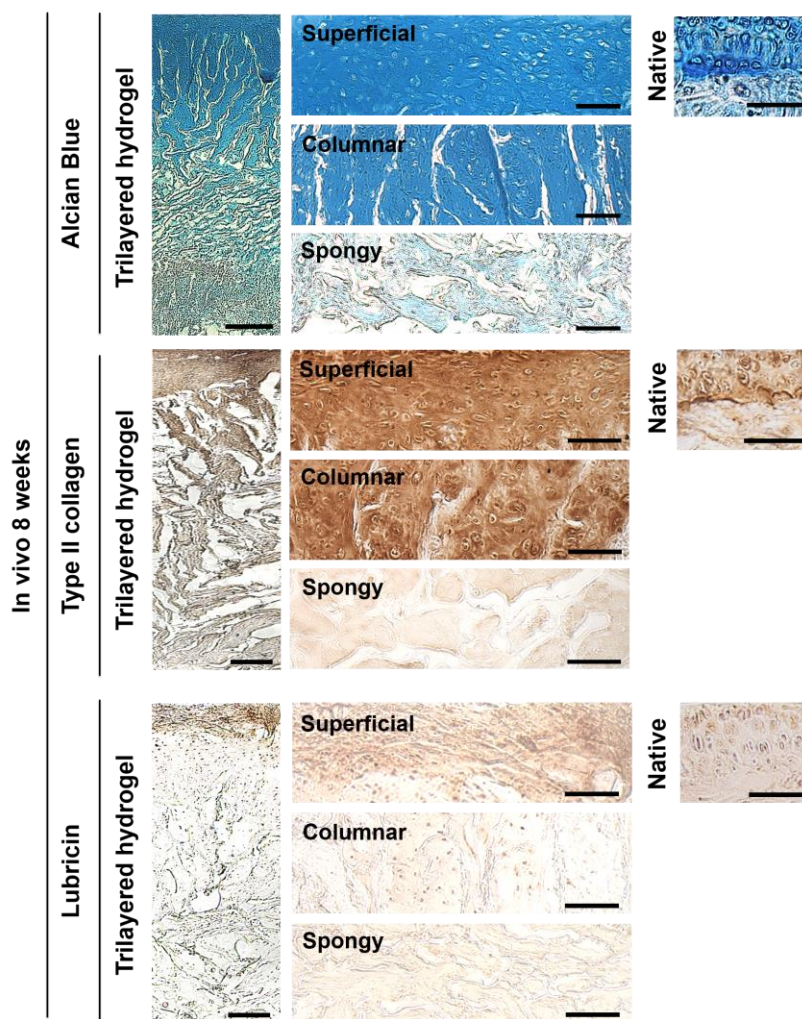 In vivo 8 weeks
Alcian Blue
Trilayered hydrogel
Superficial
Columnar
Spongy
Native
Type II collagen
Trilayered hydrogel
Superficial
Columnar
Spongy
Native
Lubricin
Trilayered hydrogel
Superficial
Columnar
Spongy
Native